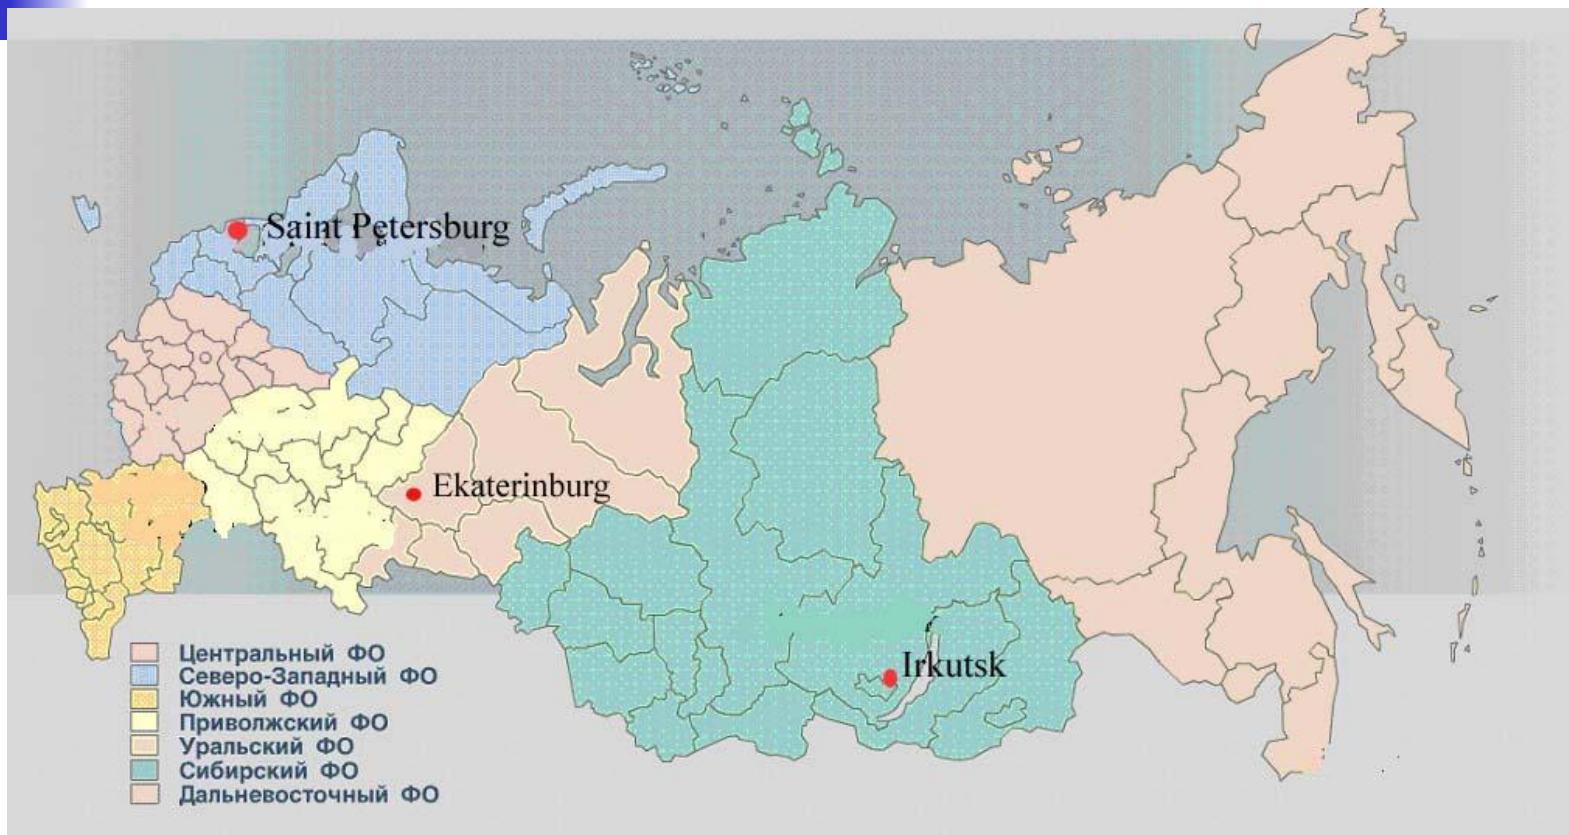 Saint Petersburg
Ekaterinburg
Irkutsk
Центральный ФО
Северо-Западный ФО
Южный ФО
Приволжский ФО
Уральский ФО
Сибирский ФО
Дальневосточный ФО